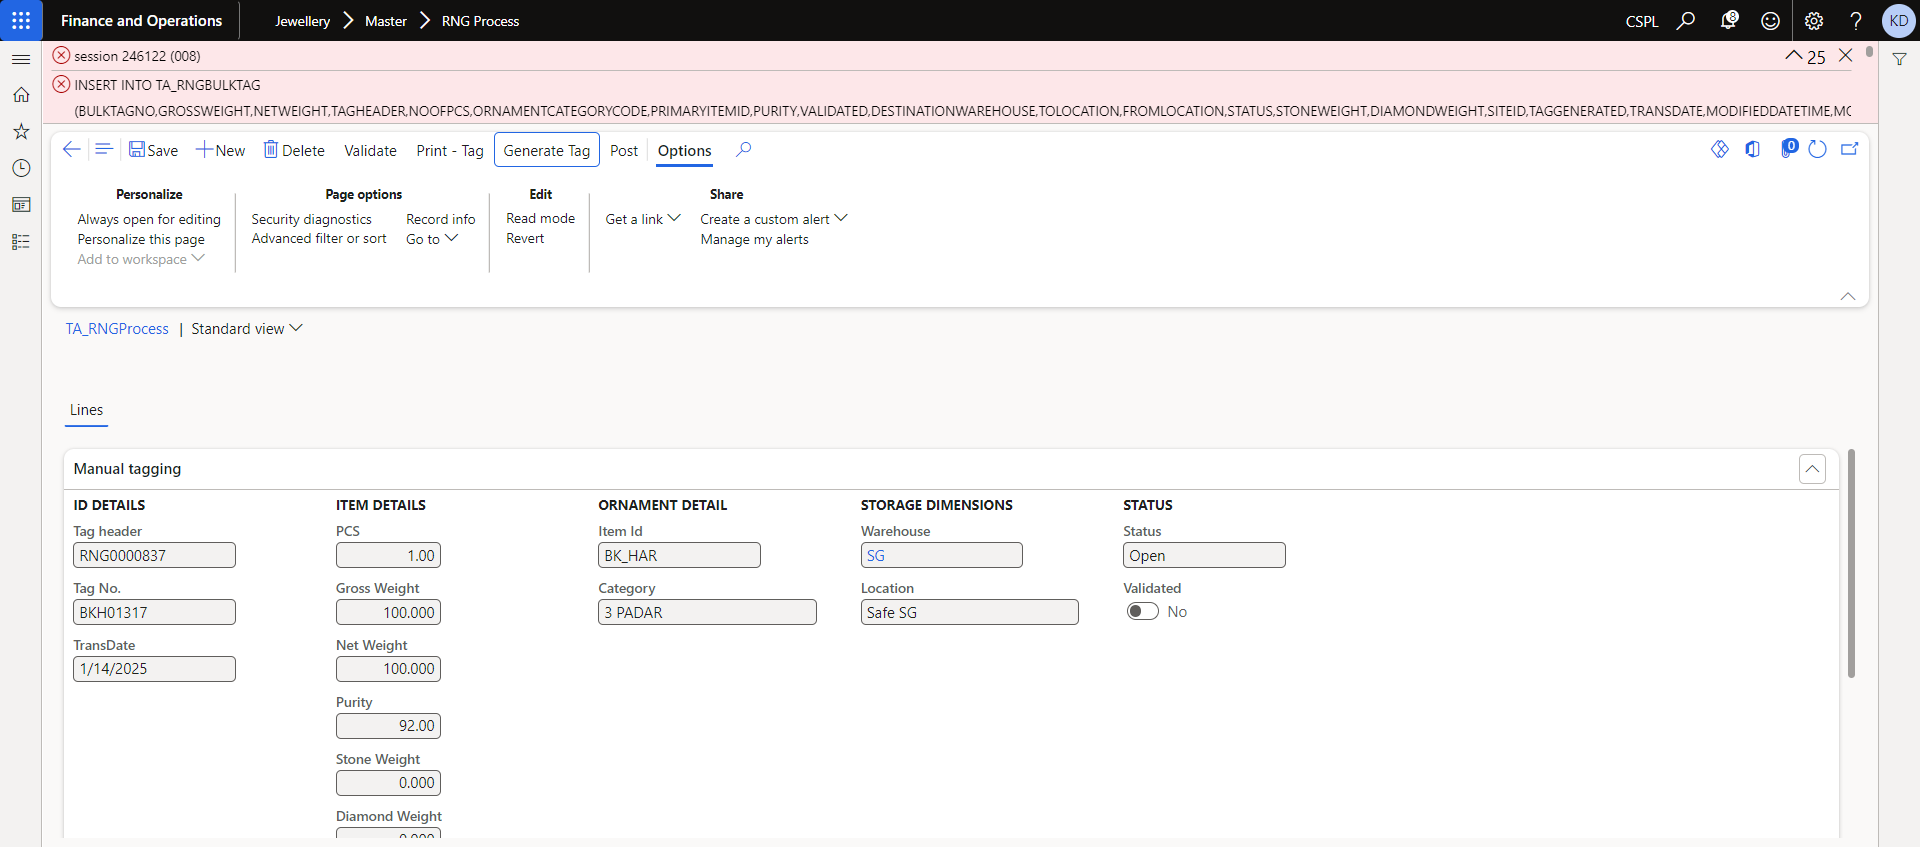 Finance and Operations
Jewellery
Master
RNG Process
CSPL
8
KD
session 246122 (008)
25
INSERT INTO TA_RNGBULKTAG
(BULKTAGNO,GROSSWEIGHT,NETWEIGHT,TAGHEADER,NOOFPCS,ORNAMENTCATEGORYCODE,PRIMARYITEMID,PURITY,VALIDATED,DESTINATIONWAREHOUSE,TOLOCATION,FROMLOCATION,STATUS,STONEWEIGHT,DIAMONDWEIGHT,SITEID,TAGGENERATED,TRANSDATE,MODIFIEDDATETIME,MO
Save
New
Delete
Validate
Print - Tag
Generate Tag
Post
Options
0
Personalize
Always open for editing
Personalize this page
Add to workspace
Page options
Security diagnostics
Advanced filter or sort
Record info
Go to
Edit
Read mode
Revert
Share
Get a link
Create a custom alert
Manage my alerts
TA_RNGProcess | Standard view
Lines
Manual tagging
ID DETAILS
Tag header
RNG0000837
Tag No.
BKH01317
TransDate
1/14/2025
ITEM DETAILS
PCS
1.00
Gross Weight
100.000
Net Weight
100.000
Purity
92.00
Stone Weight
0.000
Diamond Weight
0.000
ORNAMENT DETAIL
Item Id
BK_HAR
Category
3 PADAR
STORAGE DIMENSIONS
Warehouse
SG
Location
Safe SG
STATUS
Status
Open
Validated
No